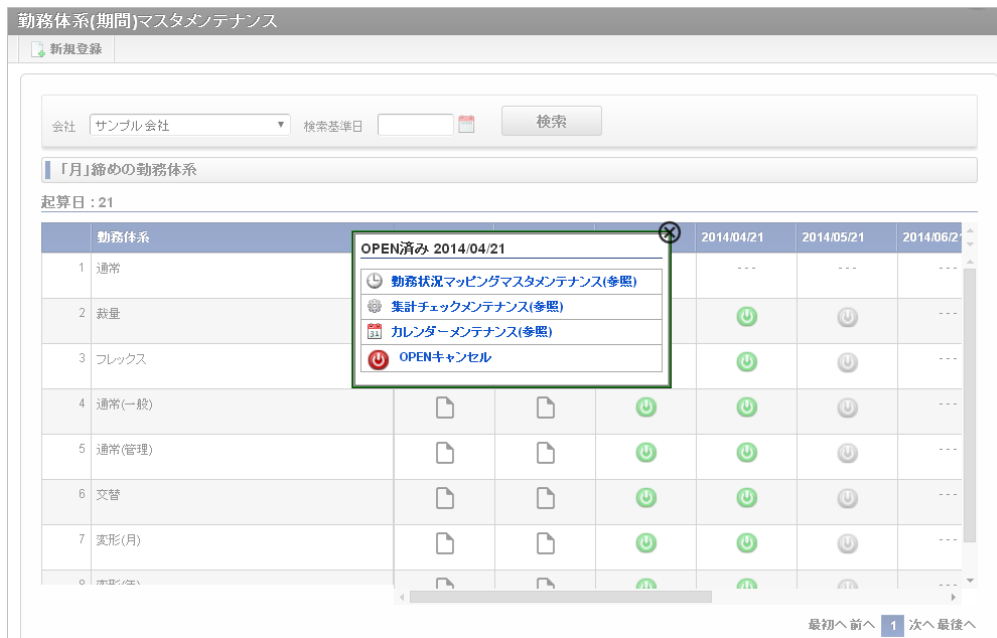 勤務体系(期間)マスタメンテナンス
新規登録
会社 サンプル会社 検索基準日 検索
「月」締めの勤務体系
起算日 : 21
勤務体系 2014/04/21 2014/05/21 2014/06/21
OPEN済み 2014/04/21
勤務状況マッピングマスタメンテナンス(参照)
集計チェックメンテナンス(参照)
31 カレンダーメンテナンス(参照)
OPENキャンセル
1 通常 --- --- ---
2 裁量 ---
3 フレックス ---
4 通常(一般) ---
5 通常(管理) ---
6 交替 ---
7 変形(月) ---
8 変形(年) ---
最初へ 前へ 1 次へ 最後へ